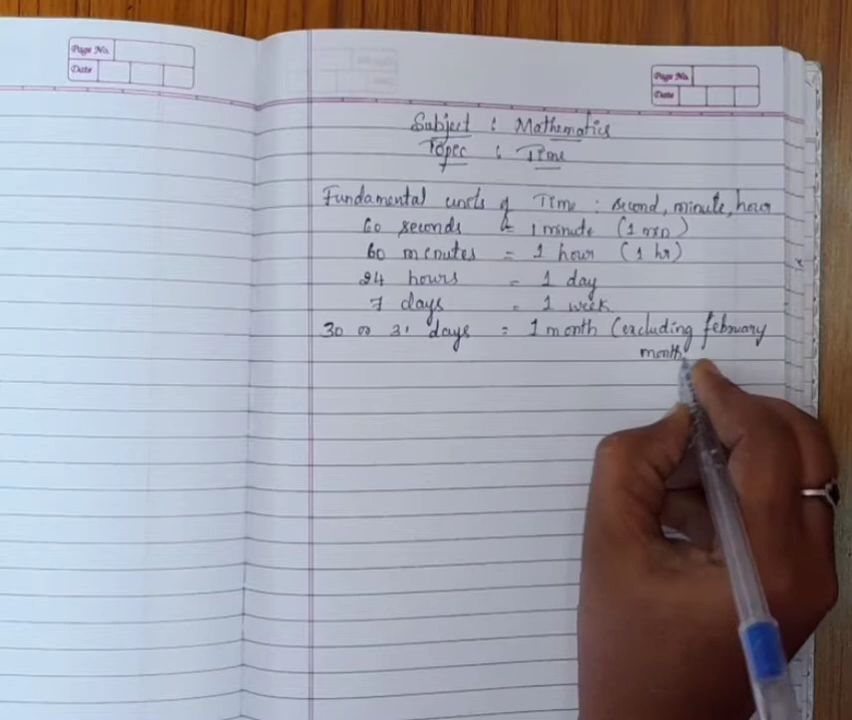 Page No.
Date
Page No.
Date
Subject : Mathematics
Topic : Time
Fundamental units of Time : second, minute, hour
60 seconds = 1 minute (1 min)
60 minutes = 1 hour (1 hr)
24 hours = 1 day
7 days = 1 week
30 or 31 days = 1 month (excluding february
month